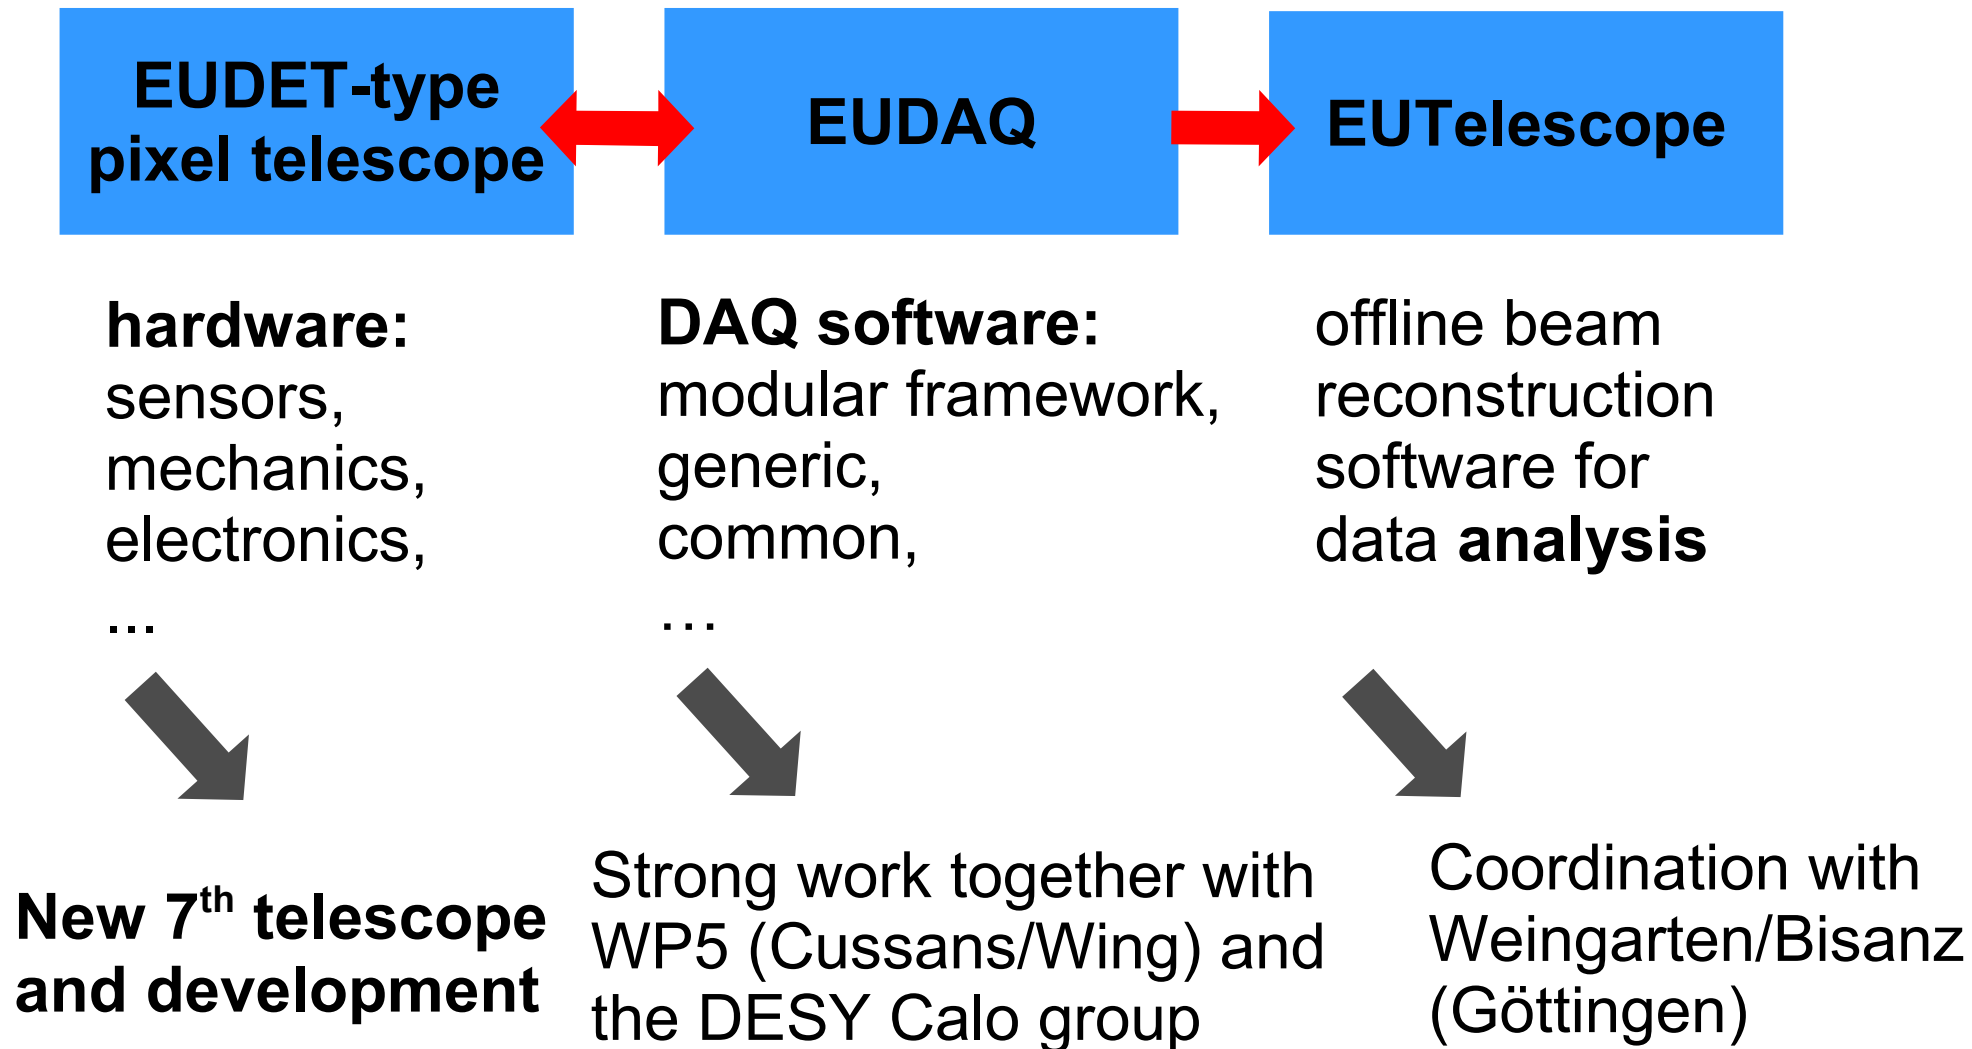 EUDET-type
pixel telescope
EUDAQ
EUTelescope
hardware:
sensors,
mechanics,
electronics,
...
DAQ software:
modular framework,
generic,
common,
…
offline beam
reconstruction
software for
data analysis
New 7th telescope
and development
Strong work together with
WP5 (Cussans/Wing) and
the DESY Calo group
Coordination with
Weingarten/Bisanz
(Göttingen)